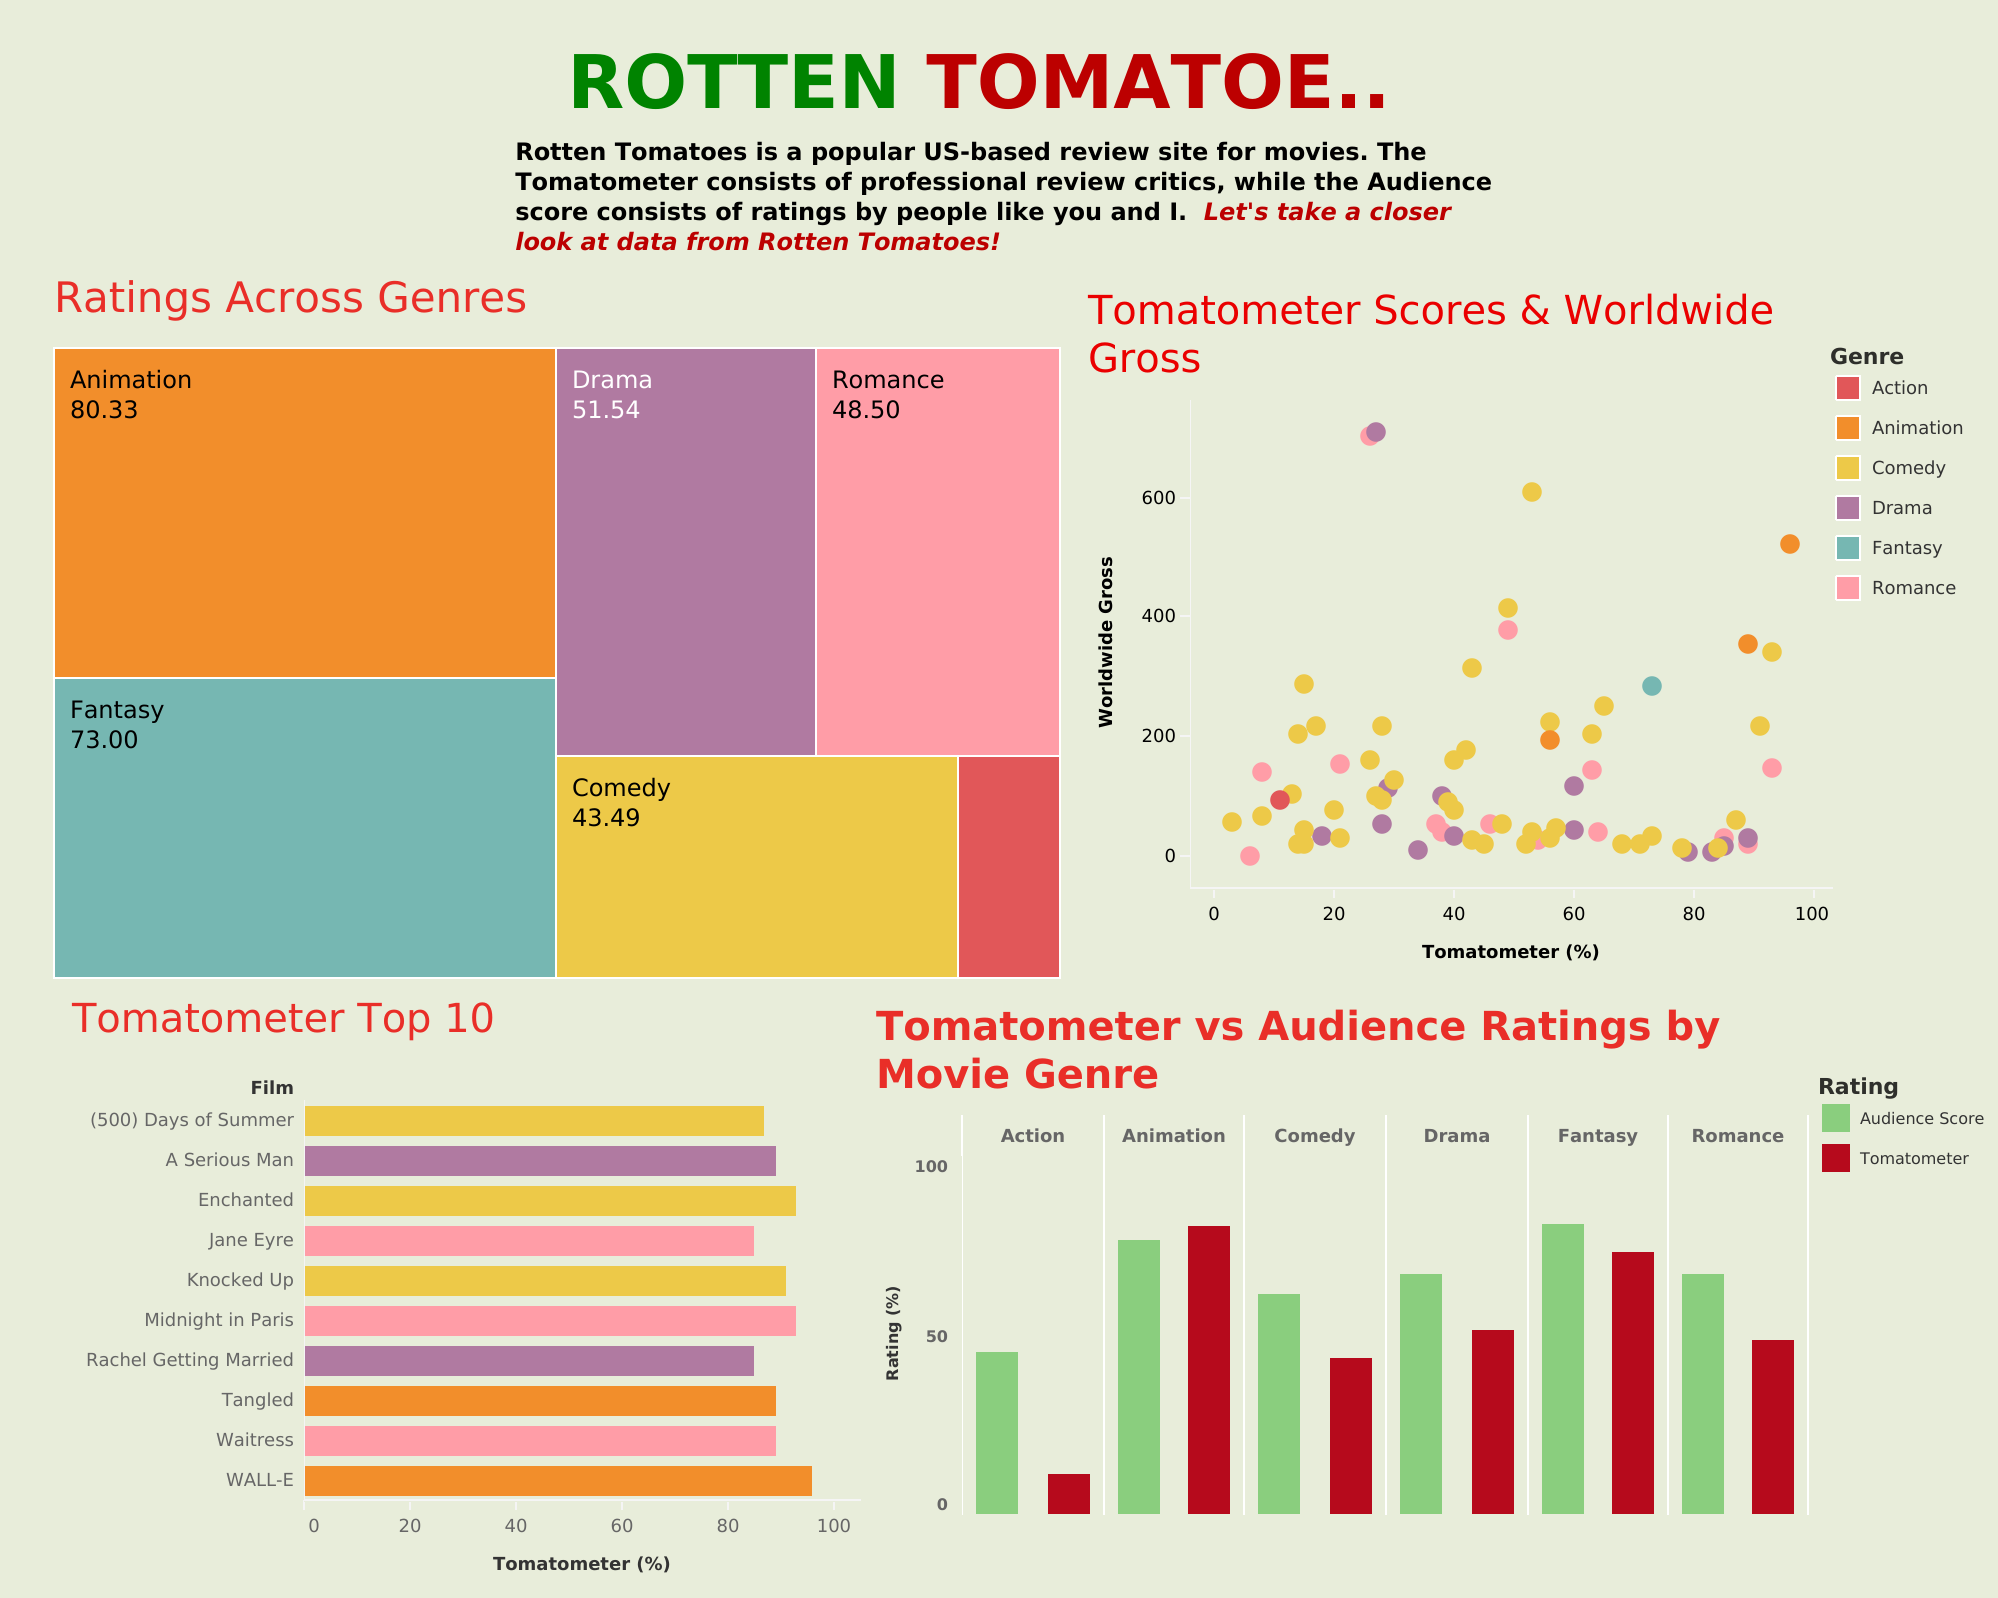 ROTTEN TOMATOE..
Rotten Tomatoes is a popular US-based review site for movies. The
Tomatometer consists of professional review critics, while the Audience
score consists of ratings by people like you and I.  Let's take a closer
look at data from Rotten Tomatoes!
Ratings Across Genres
Animation
80.33
Drama
51.54
Romance
48.50
Fantasy
73.00
Comedy
43.49
Tomatometer Scores & Worldwide
Gross
Genre
Action
Animation
Comedy
Drama
Fantasy
Romance
Worldwide Gross
600
400
200
0
0 20 40 60 80 100
Tomatometer (%)
Tomatometer Top 10
Film
(500) Days of Summer
A Serious Man
Enchanted
Jane Eyre
Knocked Up
Midnight in Paris
Rachel Getting Married
Tangled
Waitress
WALL-E
0 20 40 60 80 100
Tomatometer (%)
Tomatometer vs Audience Ratings by
Movie Genre
Rating
Audience Score
Tomatometer
Action Animation Comedy Drama Fantasy Romance
Rating (%)
100
50
0